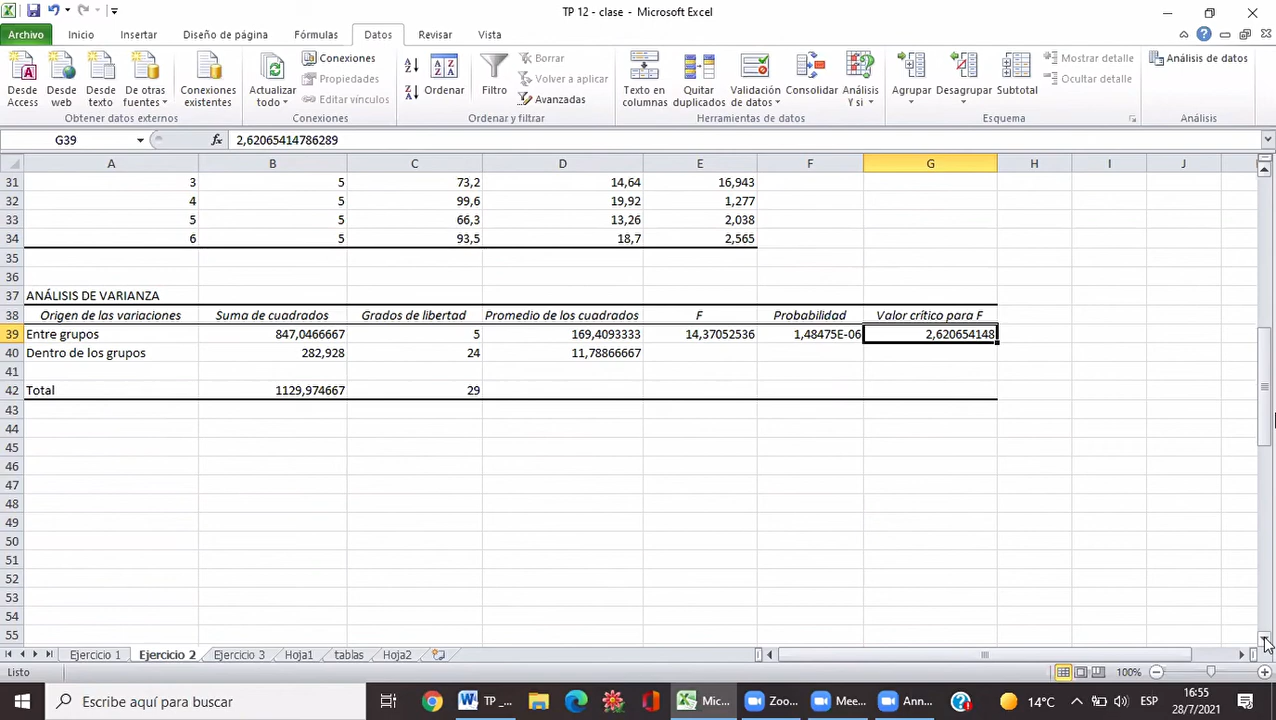 TP 12 - clase - Microsoft Excel
Archivo Inicio Insertar Diseño de página Fórmulas Datos Revisar Vista
Desde Access
Desde web
Desde texto
De otras fuentes
Conexiones existentes
Obtener datos externos
Actualizar todo
Conexiones
Propiedades
Editar vínculos
Conexiones
Ordenar
Filtro
Borrar
Volver a aplicar
Avanzadas
Ordenar y filtrar
Texto en columnas
Quitar duplicados
Validación de datos
Consolidar
Análisis Y si
Herramientas de datos
Agrupar
Desagrupar
Subtotal
Mostrar detalle
Ocultar detalle
Esquema
Análisis de datos
Análisis
G39 fx 2,62065414786289
A B C D E F G H I J
31 3 5 73,2 14,64 16,943
32 4 5 99,6 19,92 1,277
33 5 5 66,3 13,26 2,038
34 6 5 93,5 18,7 2,565
35
36
37 ANÁLISIS DE VARIANZA
38 Origen de las variaciones Suma de cuadrados Grados de libertad Promedio de los cuadrados F Probabilidad Valor crítico para F
39 Entre grupos 847,0466667 5 169,4093333 14,37052536 1,48475E-06 2,620654148
40 Dentro de los grupos 282,928 24 11,78866667
41
42 Total 1129,974667 29
43
44
45
46
47
48
49
50
51
52
53
54
55
Ejercicio 1 Ejercicio 2 Ejercicio 3 Hoja1 tablas Hoja2
Listo 100%
Escribe aquí para buscar TP _... Mic... Zoo... Mee... Ann... 14°C ESP 16:55
28/7/2021